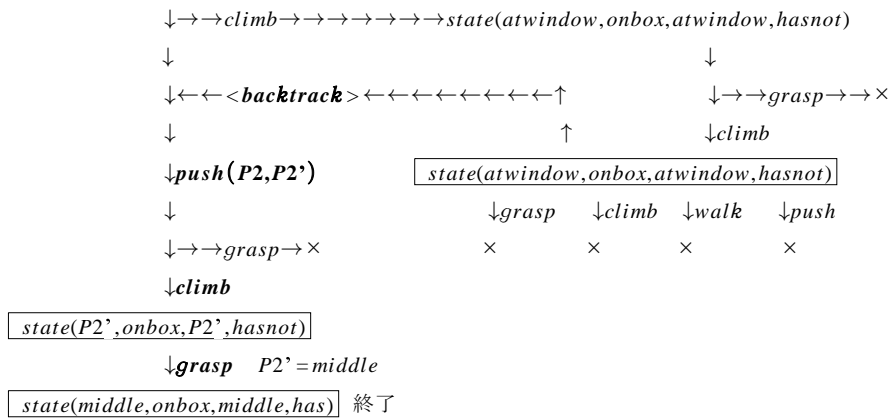 ↓→→climb→→→→→→→state(atwindow,onbox,atwindow,hasnot)
↓ ↓
↓←←<backtrack>←←←←←←←←↑ ↓→→grasp→→×
↓ ↑ ↓climb
↓push(P2,P2’) state(atwindow,onbox,atwindow,hasnot)
↓ ↓grasp ↓climb ↓walk ↓push
↓→→grasp→× × × × ×
↓climb
state(P2’,onbox,P2’,hasnot)
↓grasp P2’=middle
state(middle,onbox,middle,has) 終了